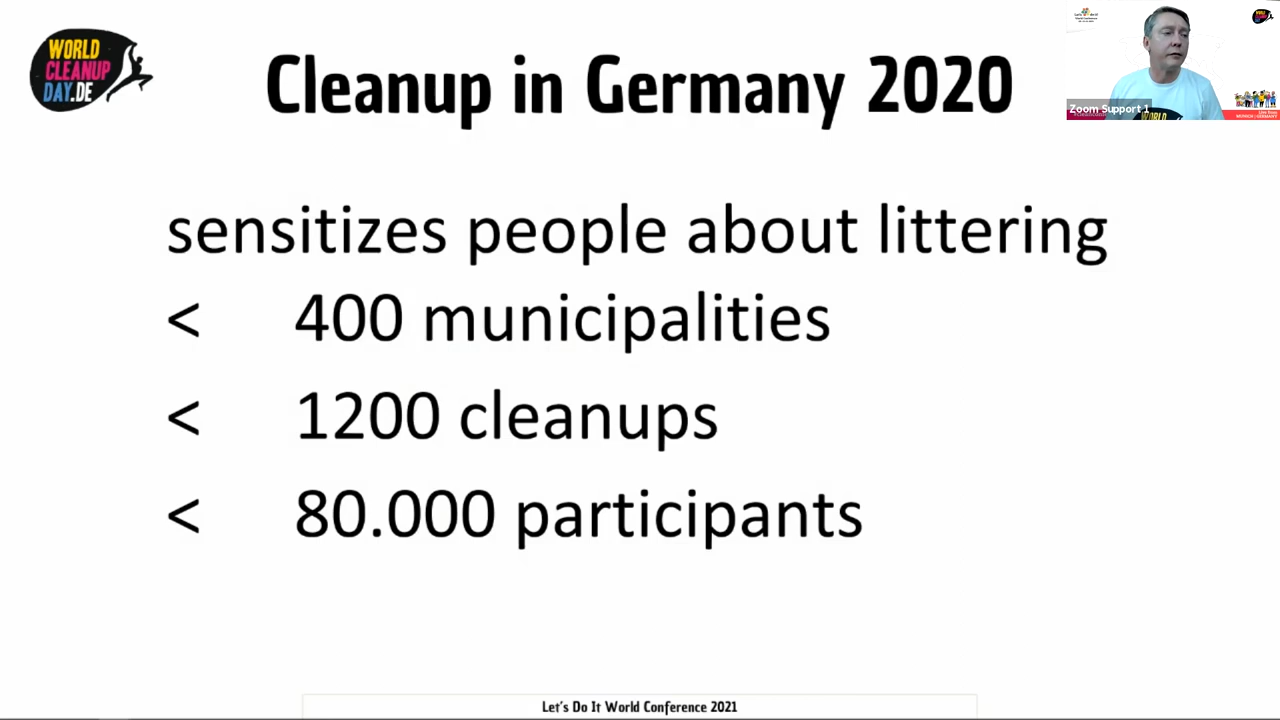 WORLD
CLEANUP
DAY.DE
Cleanup in Germany 2020
Zoom Support 1
sensitizes people about littering
< 400 municipalities
< 1200 cleanups
< 80.000 participants
Let's Do It World Conference 2021